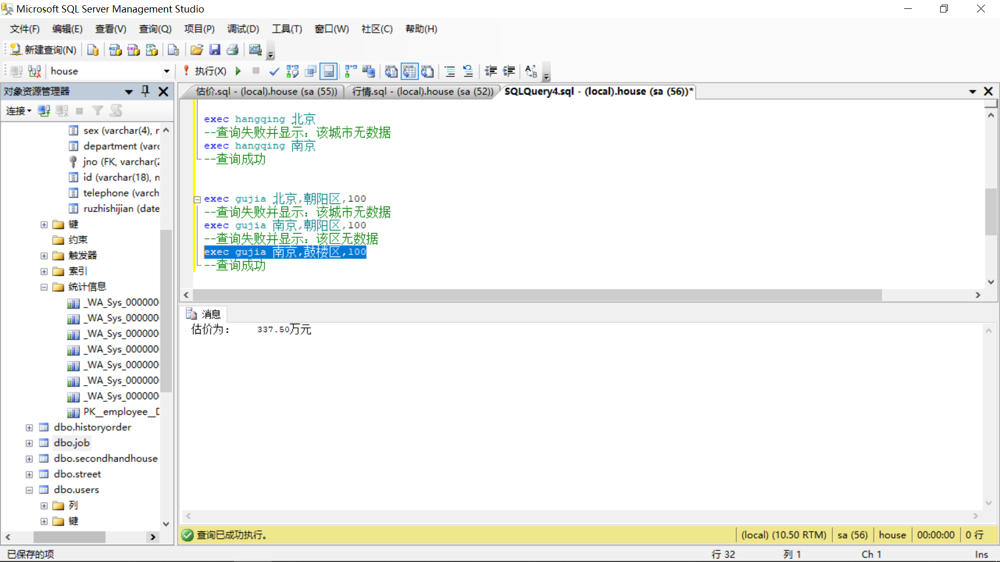 Microsoft SQL Server Management Studio
文件(F) 编辑(E) 查看(V) 查询(Q) 项目(P) 调试(D) 工具(T) 窗口(W) 社区(C) 帮助(H)
新建查询(N)
house 执行(X)
对象资源管理器
连接
sex (varchar(4), r
department (varc
jno (FK, varchar(2
id (varchar(18), n
telephone (varch
ruzhishijian (date
键
约束
触发器
索引
统计信息
_WA_Sys_000000
_WA_Sys_000000
_WA_Sys_000000
_WA_Sys_000000
_WA_Sys_000000
_WA_Sys_000000
_WA_Sys_000000
PK__employee__D
dbo.historyorder
dbo.job
dbo.secondhandhouse
dbo.street
dbo.users
列
键
估价.sql - (local).house (sa (55)) 行情.sql - (local).house (sa (52)) SQLQuery4.sql - (local).house (sa (56))*
exec hangqing 北京
--查询失败并显示：该城市无数据
exec hangqing 南京
--查询成功
exec gujia 北京,朝阳区,100
--查询失败并显示：该城市无数据
exec gujia 南京,朝阳区,100
--查询失败并显示：该区无数据
exec gujia 南京,鼓楼区,100
--查询成功
消息
估价为： 337.50万元
查询已成功执行。 (local) (10.50 RTM) sa (56) house 00:00:00 0 行
已保存的项 行 32 列 1 Ch 1 Ins